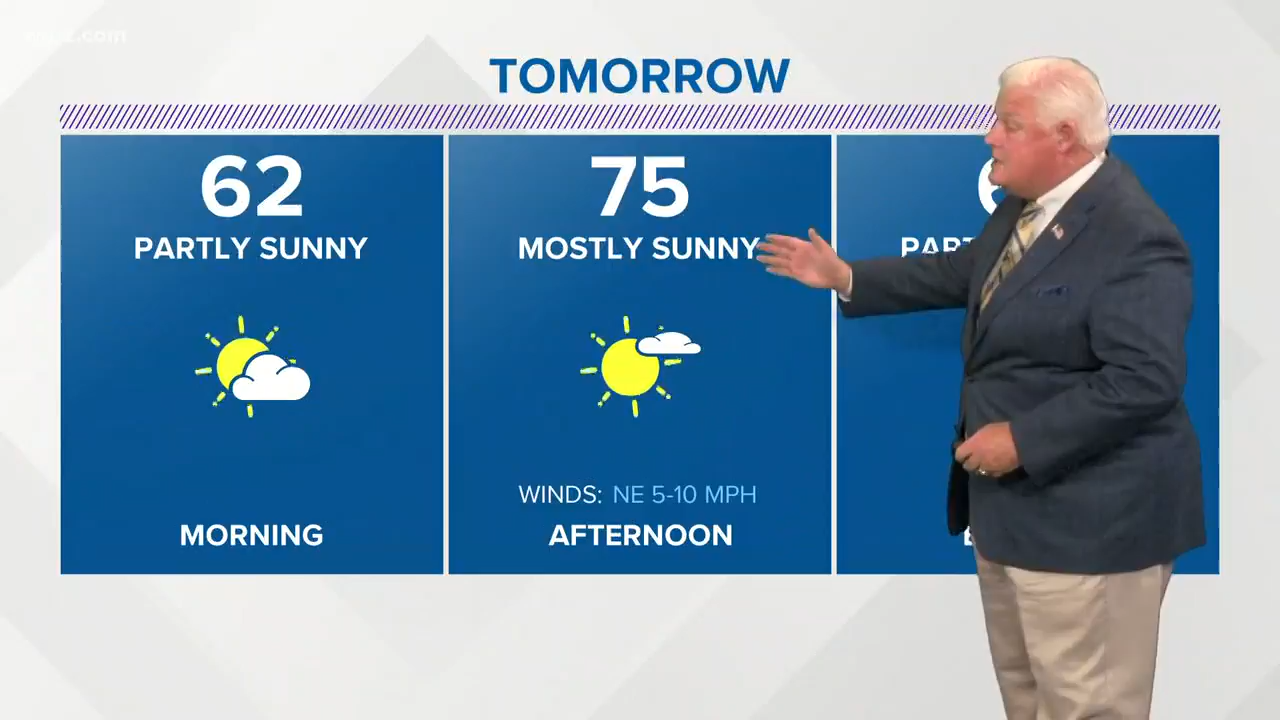 TOMORROW
62
PARTLY SUNNY
MORNING
75
MOSTLY SUNNY
WINDS: NE 5-10 MPH
AFTERNOON